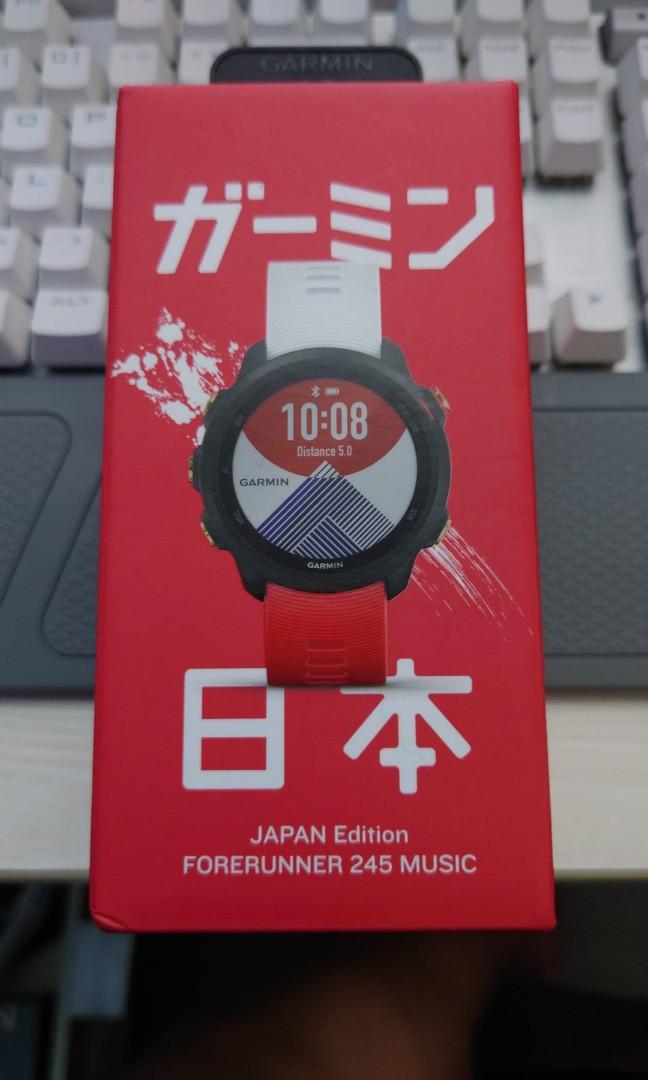 GARMIN
ガーミン
10:08
Distance 5.0
GARMIN
GARMIN
日本
JAPAN Edition
FORERUNNER 245 MUSIC
ALT